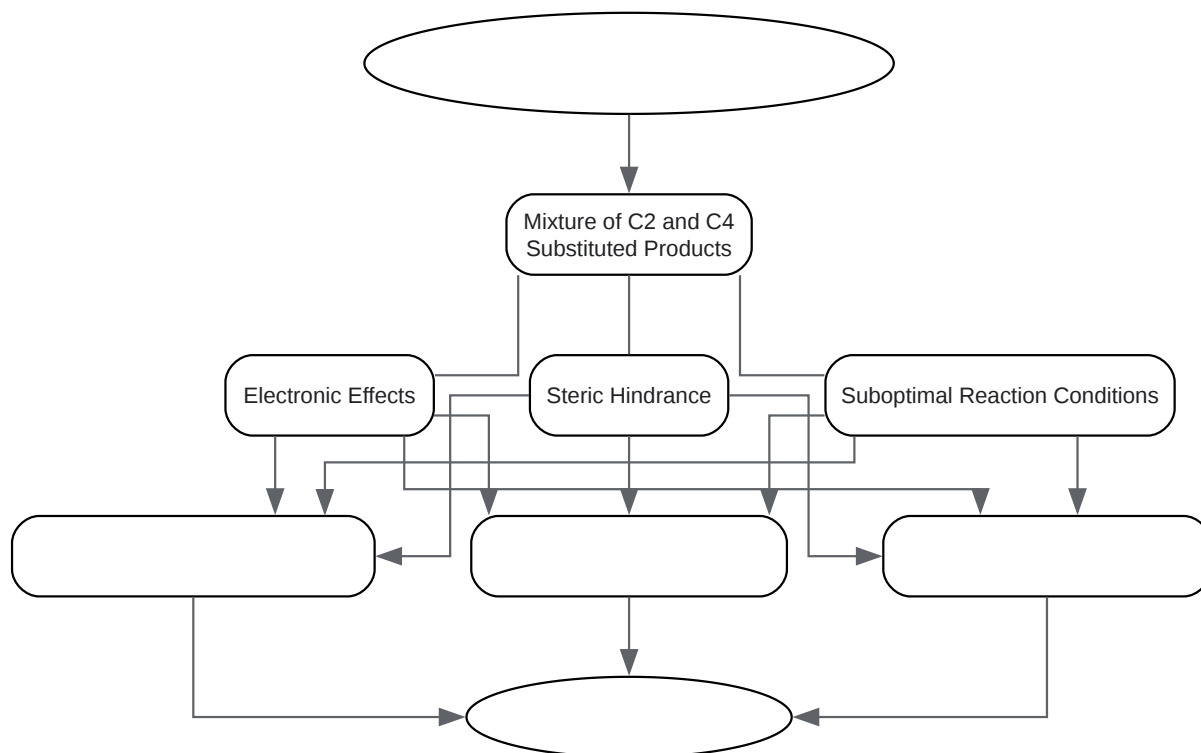 Mixture of C2 and C4
Substituted Products
Electronic Effects
Steric Hindrance
Suboptimal Reaction Conditions